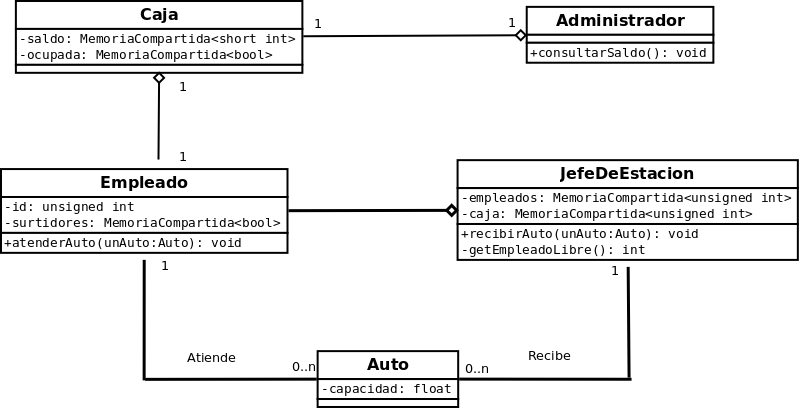 Caja
-saldo: MemoriaCompartida<short int>
-ocupada: MemoriaCompartida<bool>
1
1
Administrador
+consultarSaldo(): void
1
1
Empleado
-id: unsigned int
-surtidores: MemoriaCompartida<bool>
+atenderAuto(unAuto:Auto): void
JefeDeEstacion
-empleados: MemoriaCompartida<unsigned int>
-caja: MemoriaCompartida<unsigned int>
+recibirAuto(unAuto:Auto): void
-getEmpleadoLibre(): int
1
1
Atiende
0..n
Auto
-capacidad: float
0..n
Recibe